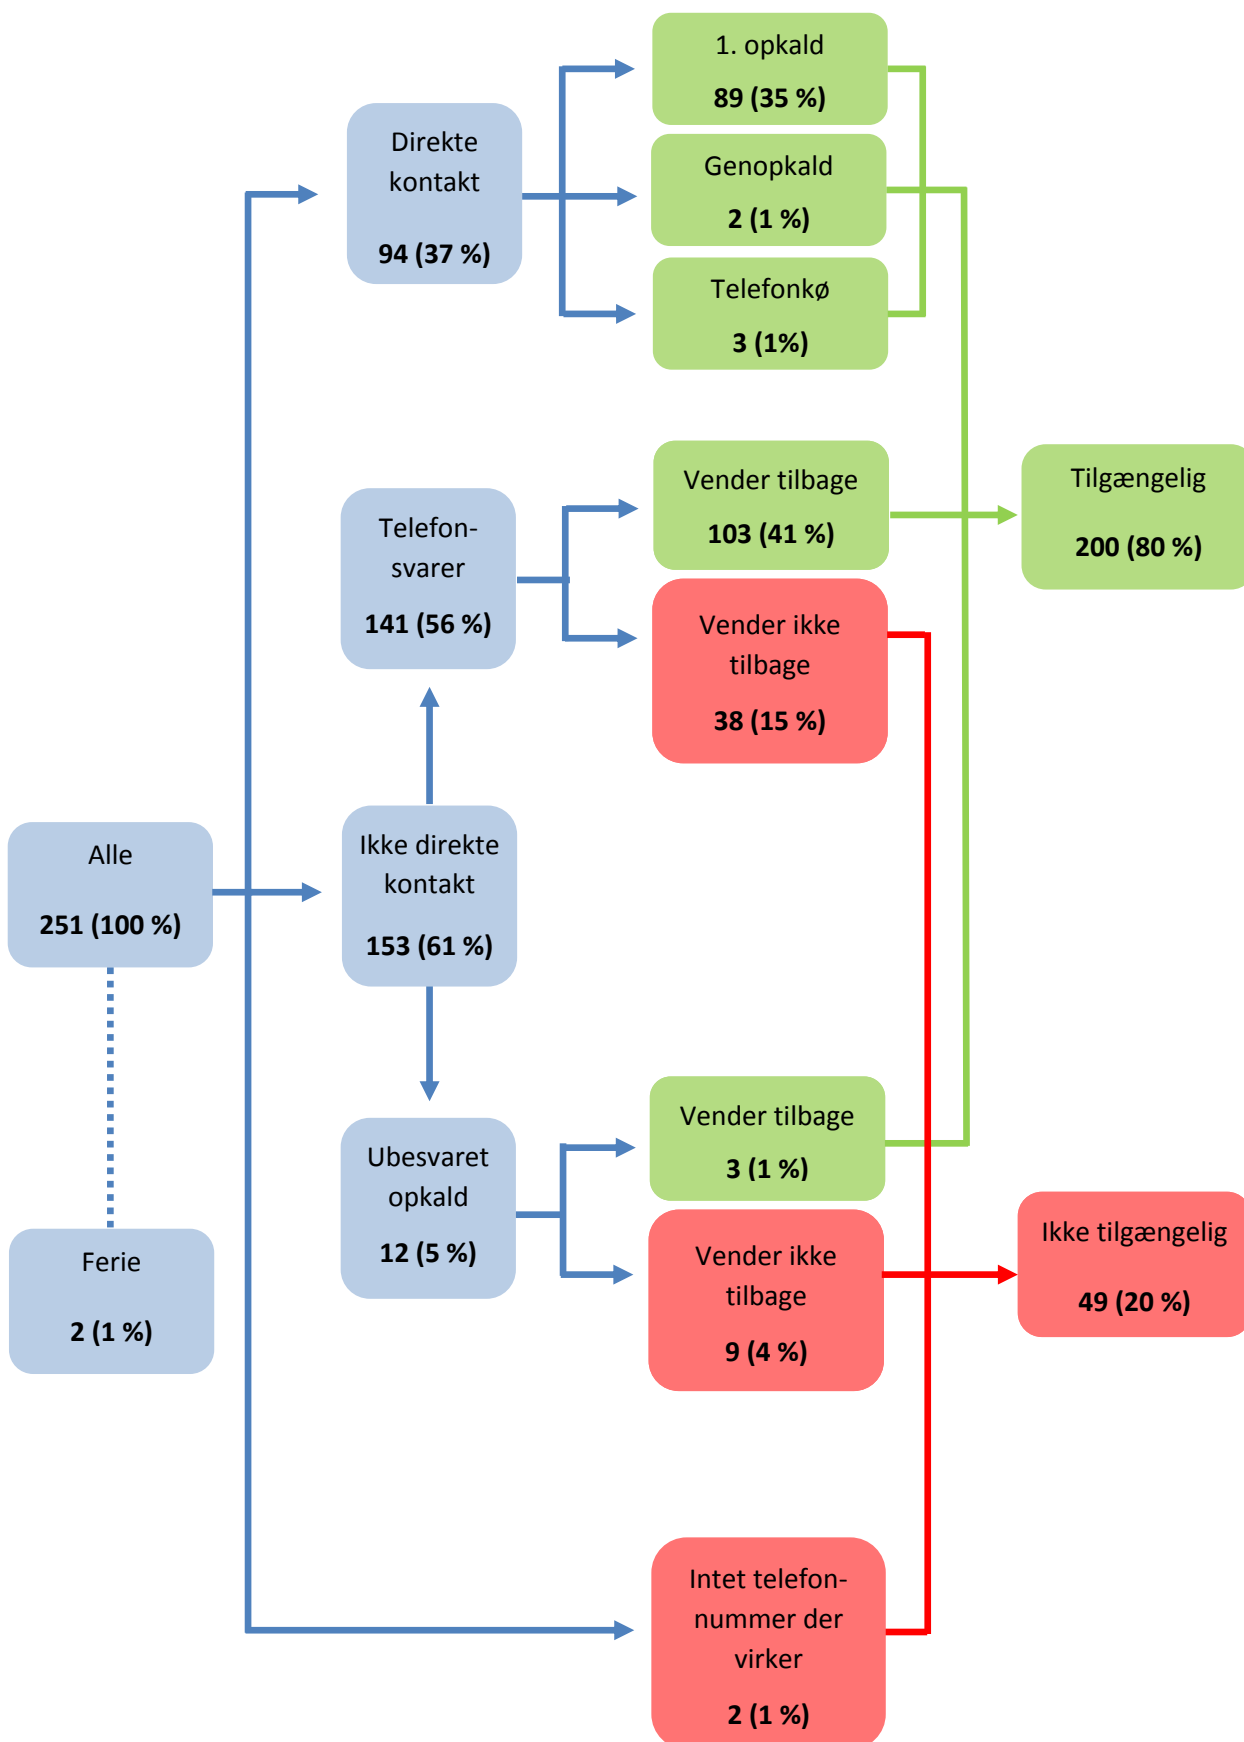 1. opkald
89 (35 %)
Direkte
kontakt
94 (37 %)
Genopkald
2 (1 %)
Telefonkø
3 (1%)
Telefon-
svarer
141 (56 %)
Vender tilbage
103 (41 %)
Vender ikke
tilbage
38 (15 %)
Tilgængelig
200 (80 %)
Alle
251 (100 %)
Ikke direkte
kontakt
153 (61 %)
Ferie
2 (1 %)
Ubesvaret
opkald
12 (5 %)
Vender tilbage
3 (1 %)
Vender ikke
tilbage
9 (4 %)
Ikke tilgængelig
49 (20 %)
Intet telefon-
nummer der
virker
2 (1 %)